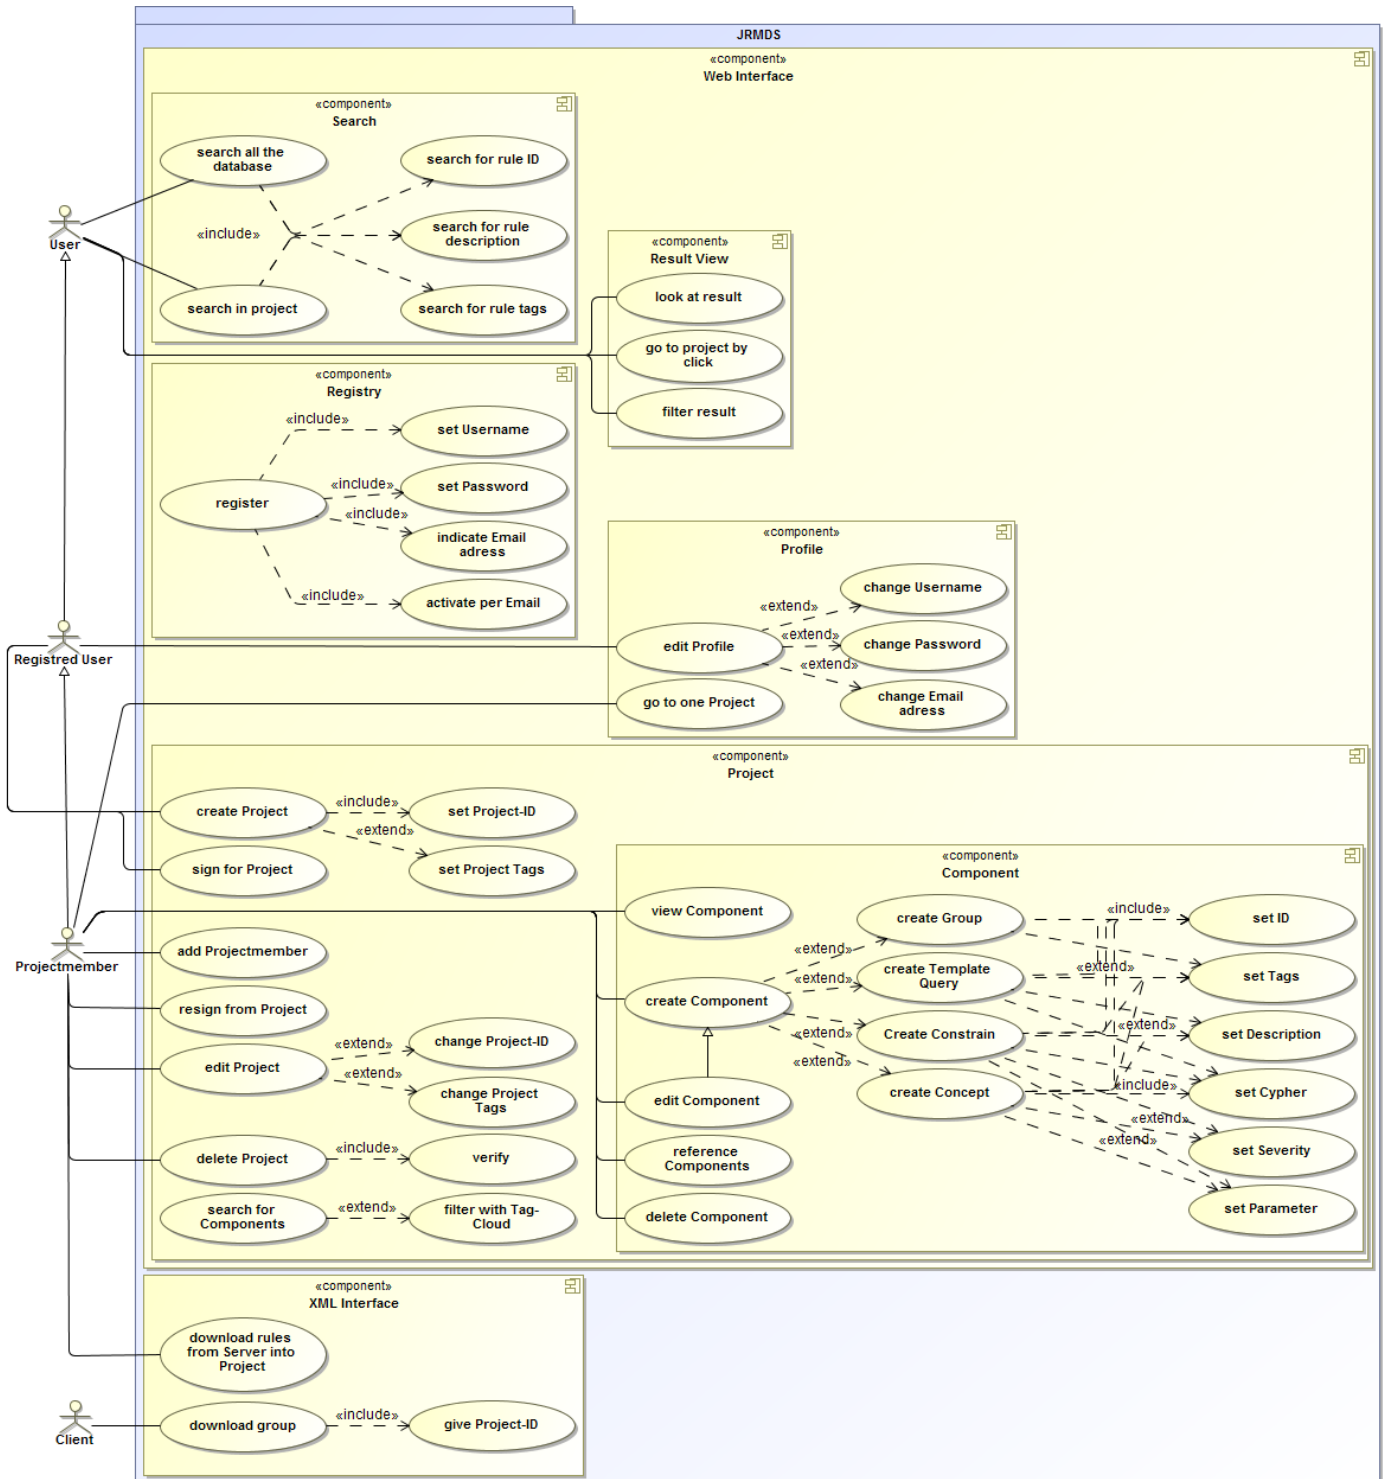 JRMDS
«component»
Web Interface
«component»
Search
search all the
database
search for rule ID
«include»
search for rule
description
search in project
search for rule tags
User
«component»
Result View
look at result
go to project by
click
filter result
«component»
Registry
«include»
set Username
register
«include»
set Password
«include»
indicate Email
adress
«include»
activate per Email
Registred User
«component»
Profile
change Username
«extend»
edit Profile
«extend»
change Password
«extend»
go to one Project
change Email
adress
«component»
Project
create Project
«include»
set Project-ID
«extend»
sign for Project
set Project Tags
Projectmember
add Projectmember
resign from Project
edit Project
«extend»
change Project-ID
«extend»
change Project
Tags
delete Project
«include»
verify
search for
Components
«extend»
filter with Tag-
Cloud
«component»
Component
view Component
create Component
edit Component
reference
Components
delete Component
«extend»
«extend»
«extend»
«extend»
create Group
create Template
Query
Create Constrain
create Concept
«include»
«extend»
«extend»
«include»
«extend»
«extend»
set ID
set Tags
set Description
set Cypher
set Severity
set Parameter
«component»
XML Interface
download rules
from Server into
Project
Client
download group
«include»
give Project-ID